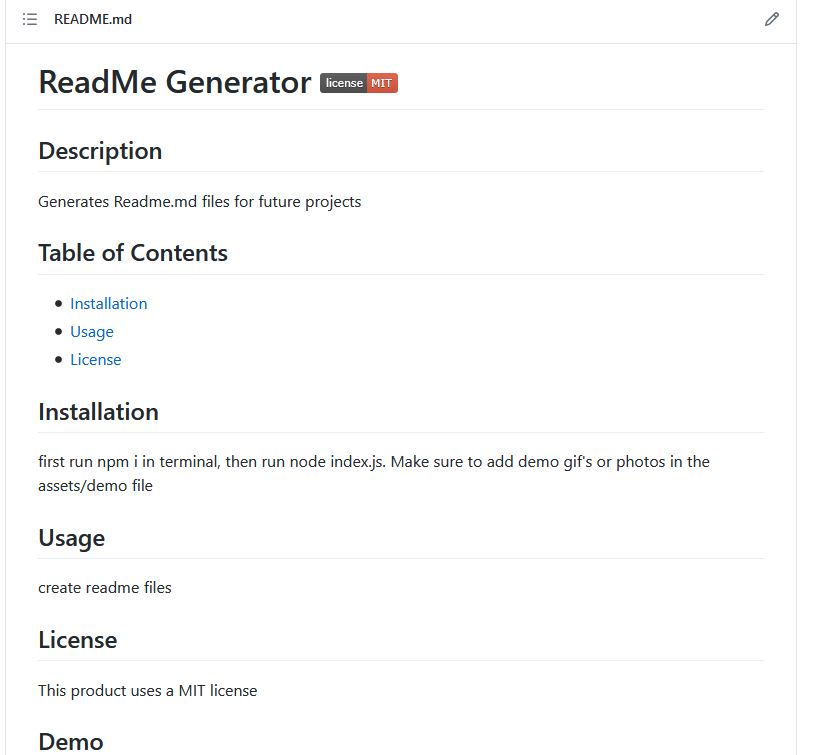 README.md
ReadMe Generator license MIT
Description
Generates Readme.md files for future projects
Table of Contents
Installation
Usage
License
Installation
first run npm i in terminal, then run node index.js. Make sure to add demo gif's or photos in the
assets/demo file
Usage
create readme files
License
This product uses a MIT license
Demo